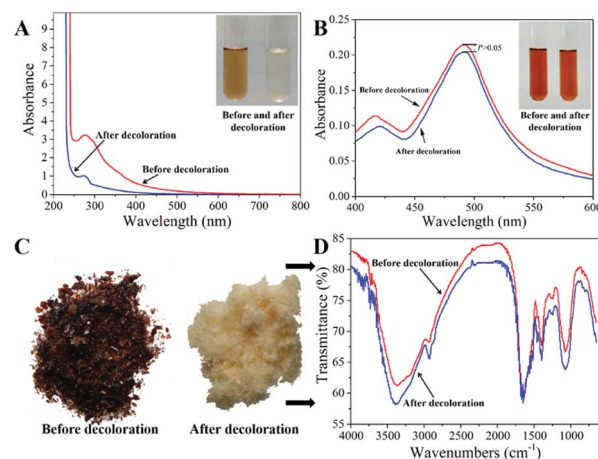 A
Absorbance
9
8
7
6
5
4
3
2
1
0
After decoloration
Before decoloration
Before and after
decoloration
200 300 400 500 600 700 800
Wavelength (nm)
B
Absorbance
0.25
0.20
0.15
0.10
0.05
0.00
P>0.05
Before decoloration
After decoloration
Before and after
decoloration
400 450 500 550 600
Wavelength (nm)
C
Before decoloration
After decoloration
D
Transmittance (%)
85
80
75
70
65
60
55
Before decoloration
After decoloration
4000 3000 2000 1000
Wavenumbers (cm⁻¹)